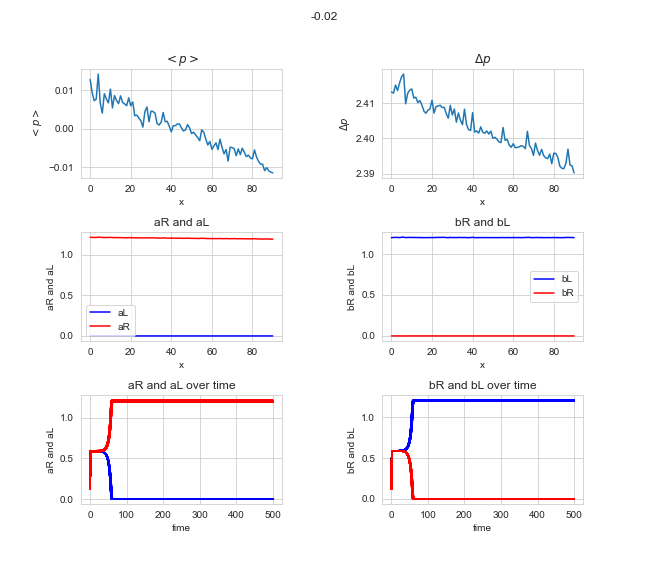 -0.02
< p >
Δp
0.01
0.00
−0.01
< p >
0
20
40
60
80
x
2.41
2.40
2.39
Δp
0
20
40
60
80
x
aR and aL
bR and bL
1.0
0.5
0.0
aR and aL
aL
aR
0
20
40
60
80
x
1.0
0.5
0.0
bR and bL
bL
bR
0
20
40
60
80
x
aR and aL over time
bR and bL over time
1.0
0.5
0.0
aR and aL
0
100
200
300
400
500
time
1.0
0.5
0.0
bR and bL
0
100
200
300
400
500
time